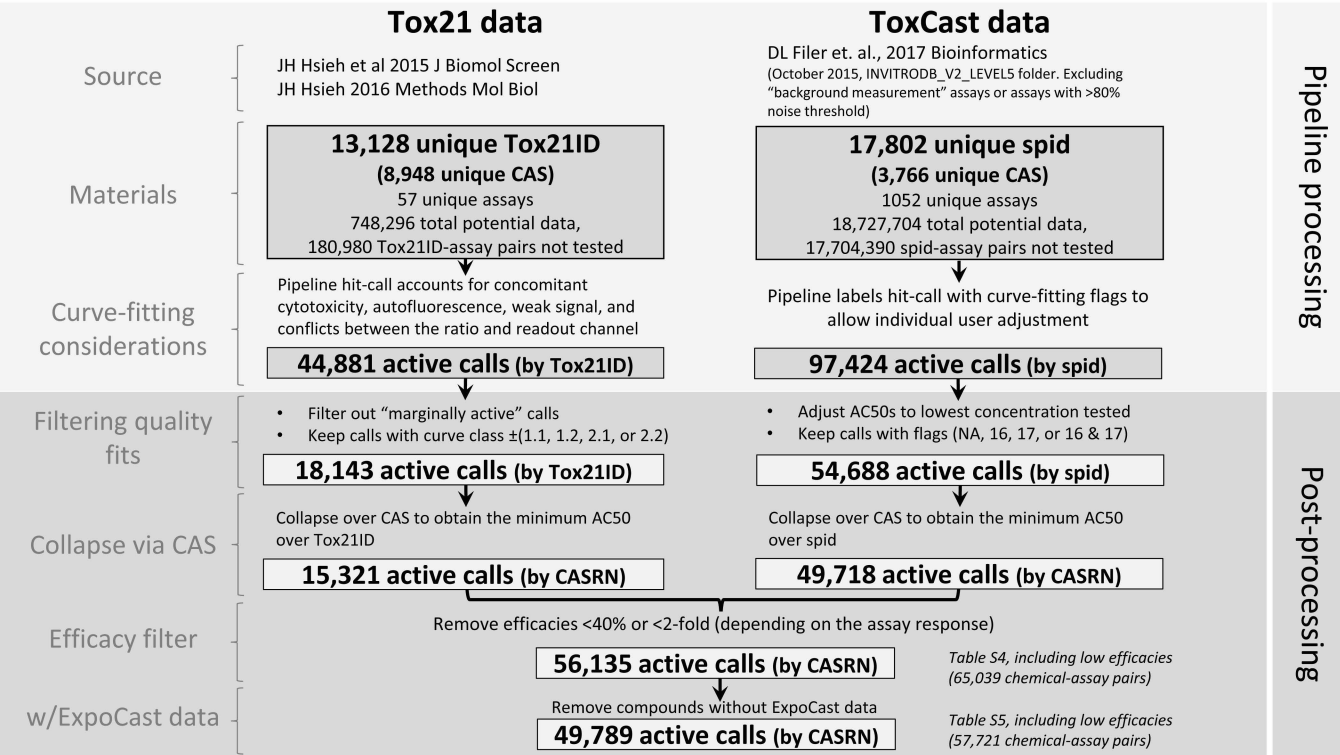 Tox21 data
ToxCast data
Source
JH Hsieh et al 2015 J Biomol Screen
JH Hsieh 2016 Methods Mol Biol
DL Filer et. al., 2017 Bioinformatics
(October 2015, INVITRODB_V2_LEVEL5 folder. Excluding
“background measurement” assays or assays with >80%
noise threshold)
Materials
13,128 unique Tox21ID
(8,948 unique CAS)
57 unique assays
748,296 total potential data,
180,980 Tox21ID-assay pairs not tested
17,802 unique spid
(3,766 unique CAS)
1052 unique assays
18,727,704 total potential data,
17,704,390 spid-assay pairs not tested
Curve-fitting
considerations
Pipeline hit-call accounts for concomitant
cytotoxicity, autofluorescence, weak signal, and
conflicts between the ratio and readout channel
44,881 active calls (by Tox21ID)
Pipeline labels hit-call with curve-fitting flags to
allow individual user adjustment
97,424 active calls (by spid)
Pipeline processing
Filtering quality
fits
• Filter out “marginally active” calls
• Keep calls with curve class ±(1.1, 1.2, 2.1, or 2.2)
18,143 active calls (by Tox21ID)
• Adjust AC50s to lowest concentration tested
• Keep calls with flags (NA, 16, 17, or 16 & 17)
54,688 active calls (by spid)
Collapse via CAS
Collapse over CAS to obtain the minimum AC50
over Tox21ID
15,321 active calls (by CASRN)
Collapse over CAS to obtain the minimum AC50
over spid
49,718 active calls (by CASRN)
Efficacy filter
Remove efficacies <40% or <2-fold (depending on the assay response)
56,135 active calls (by CASRN)
Table S4, including low efficacies
(65,039 chemical-assay pairs)
w/ExpoCast data
Remove compounds without ExpoCast data
49,789 active calls (by CASRN)
Table S5, including low efficacies
(57,721 chemical-assay pairs)
Post-processing